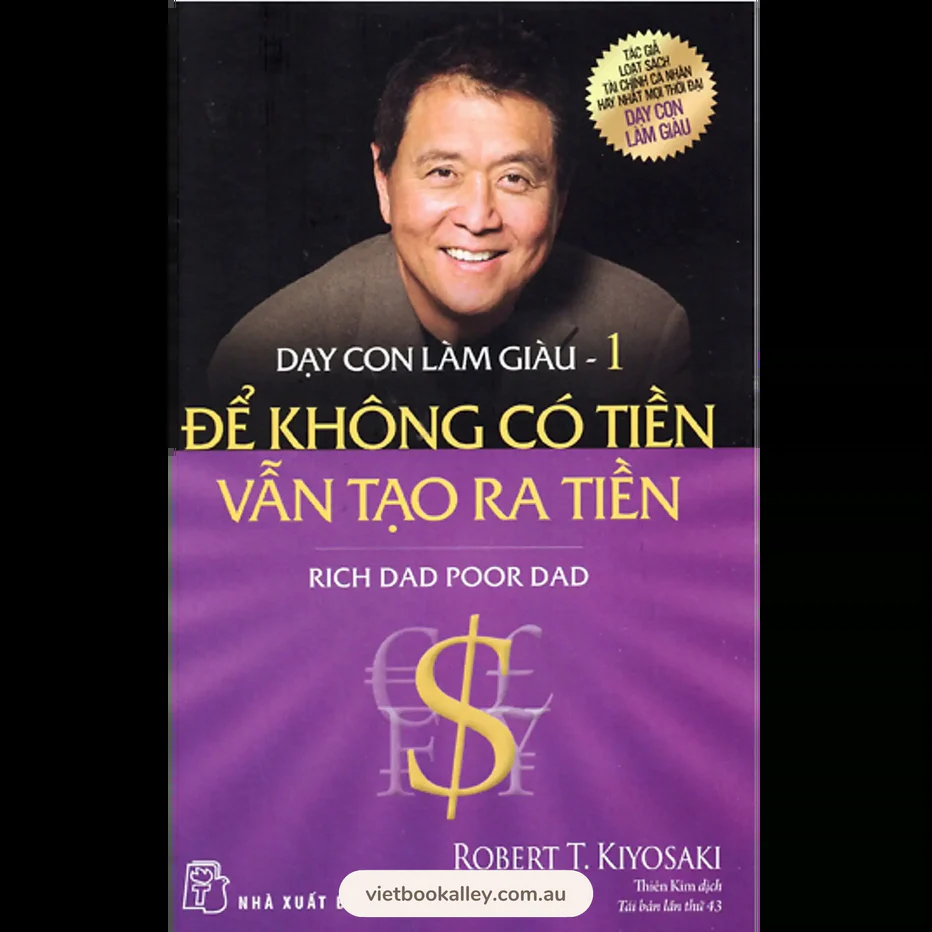 TÁC GIẢ
LOẠT SÁCH
TÀI CHÍNH CÁ NHÂN
HAY NHẤT MỌI THỜI ĐẠI
DẠY CON
LÀM GIÀU
DẠY CON LÀM GIÀU - 1
ĐỂ KHÔNG CÓ TIỀN
VẪN TẠO RA TIỀN
RICH DAD POOR DAD
$
ROBERT T. KIYOSAKI
Thiên Kim dịch
Tái bản lần thứ 43
NHÀ XUẤT
vietbookalley.com.au